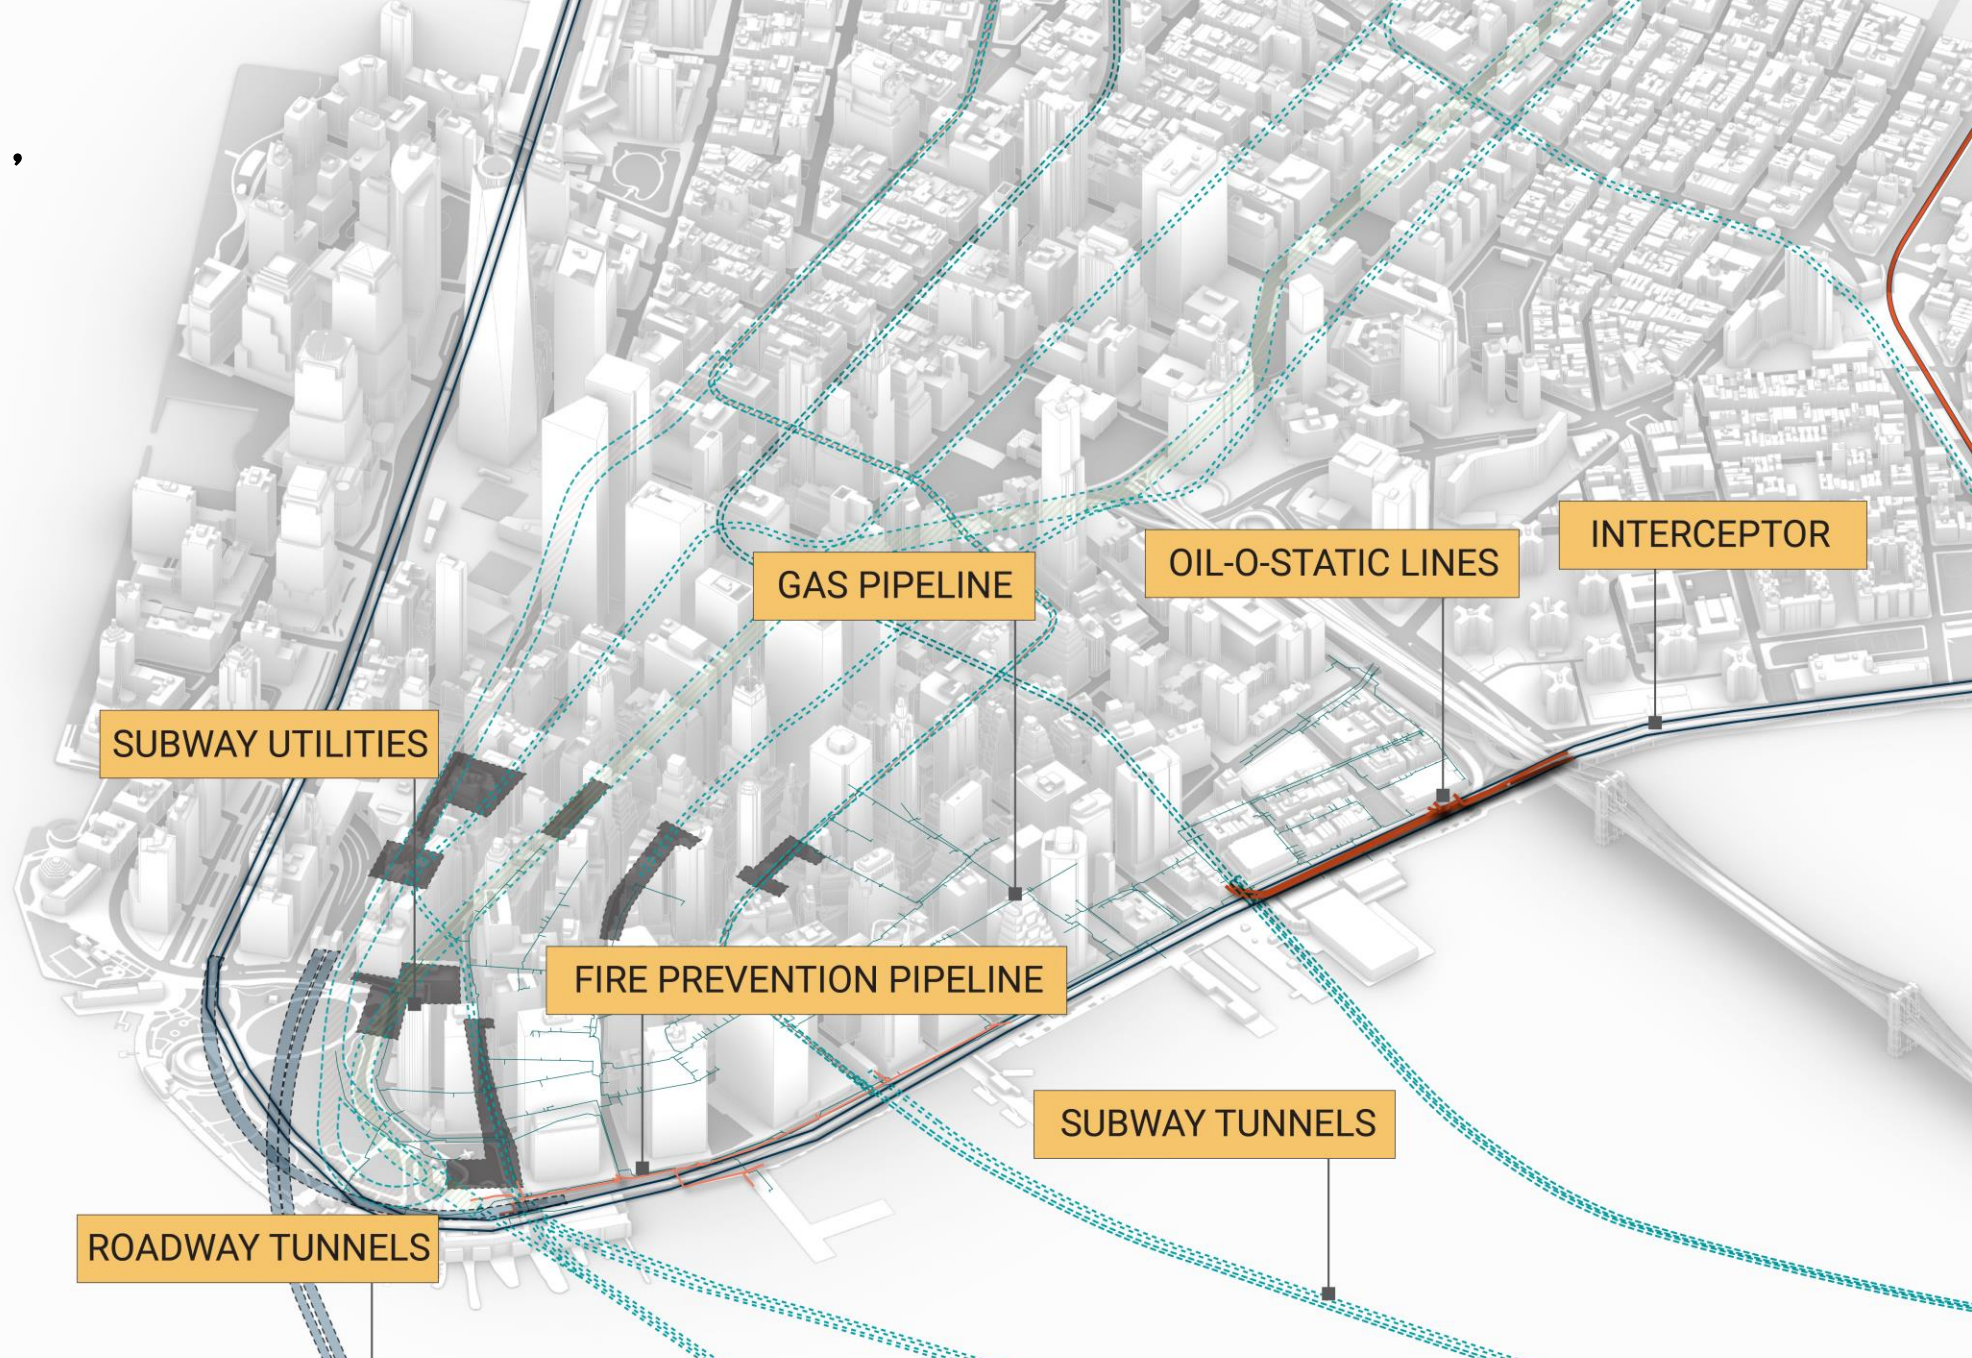 ,
INTERCEPTOR
OIL-O-STATIC LINES
GAS PIPELINE
SUBWAY UTILITIES
FIRE PREVENTION PIPELINE
SUBWAY TUNNELS
ROADWAY TUNNELS